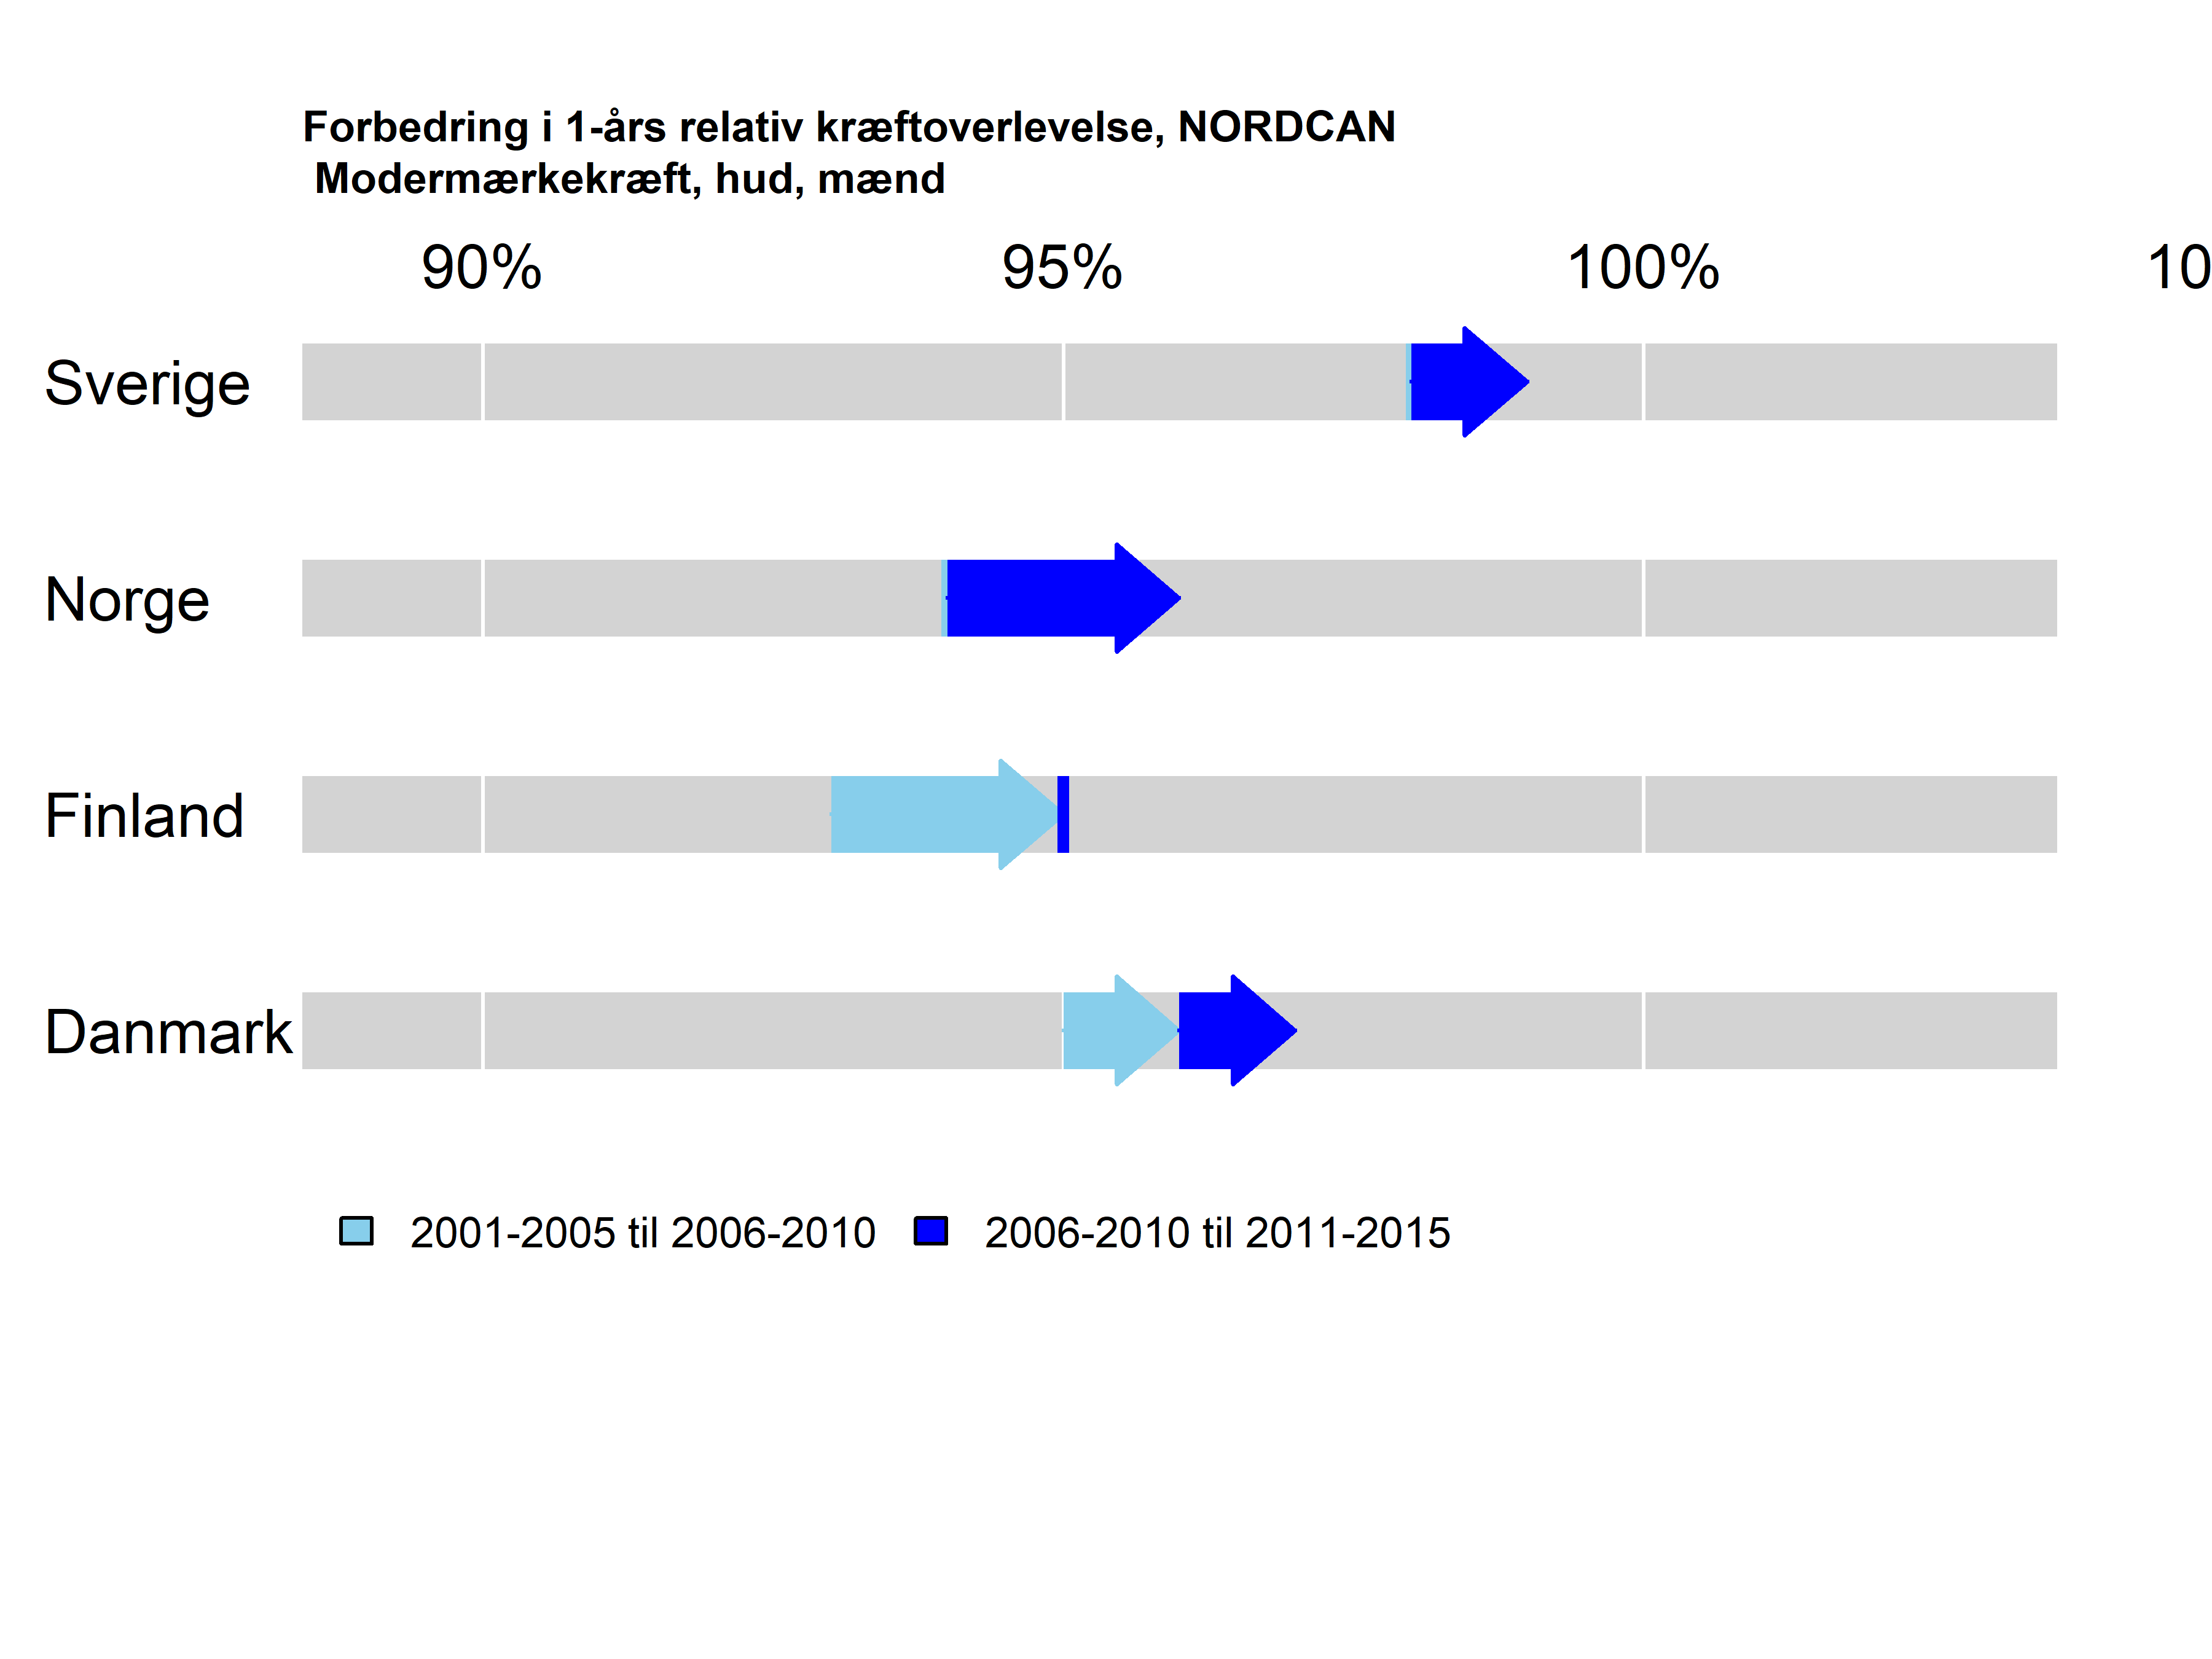 Forbedring i 1-års relativ kræftoverlevelse, NORDCAN
Modermærkekræft, hud, mænd
90% 95% 100% 10
Sverige
Norge
Finland
Danmark
2001-2005 til 2006-2010 2006-2010 til 2011-2015